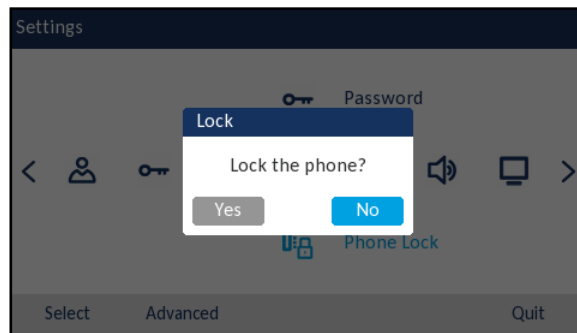 Settings
Password
Lock
Lock the phone?
Yes No
Phone Lock
Select Advanced Quit